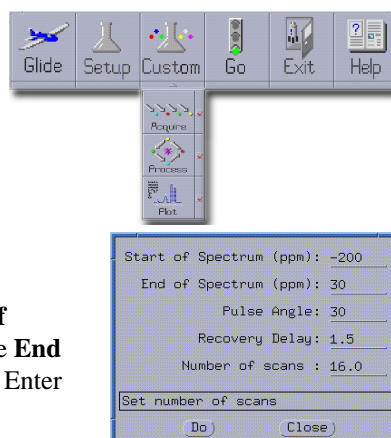 Glide Setup Custom Go Exit Help
Acquire
Process
Plot
Start of Spectrum (ppm): -200
End of Spectrum (ppm): 30
Pulse Angle: 30
Recovery Delay: 1.5
Number of scans : 16.0
Set number of scans
Do Close
f
e End
Enter